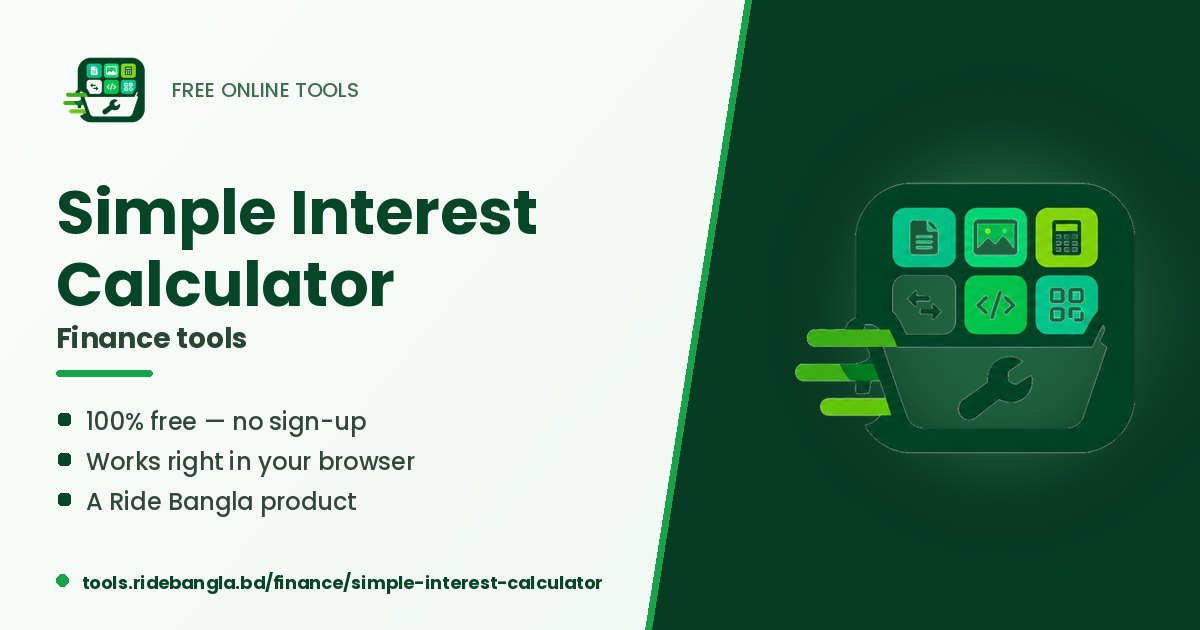 FREE ONLINE TOOLS
Simple Interest
Calculator
Finance tools
100% free — no sign-up
Works right in your browser
A Ride Bangla product
tools.ridebangla.bd/finance/simple-interest-calculator